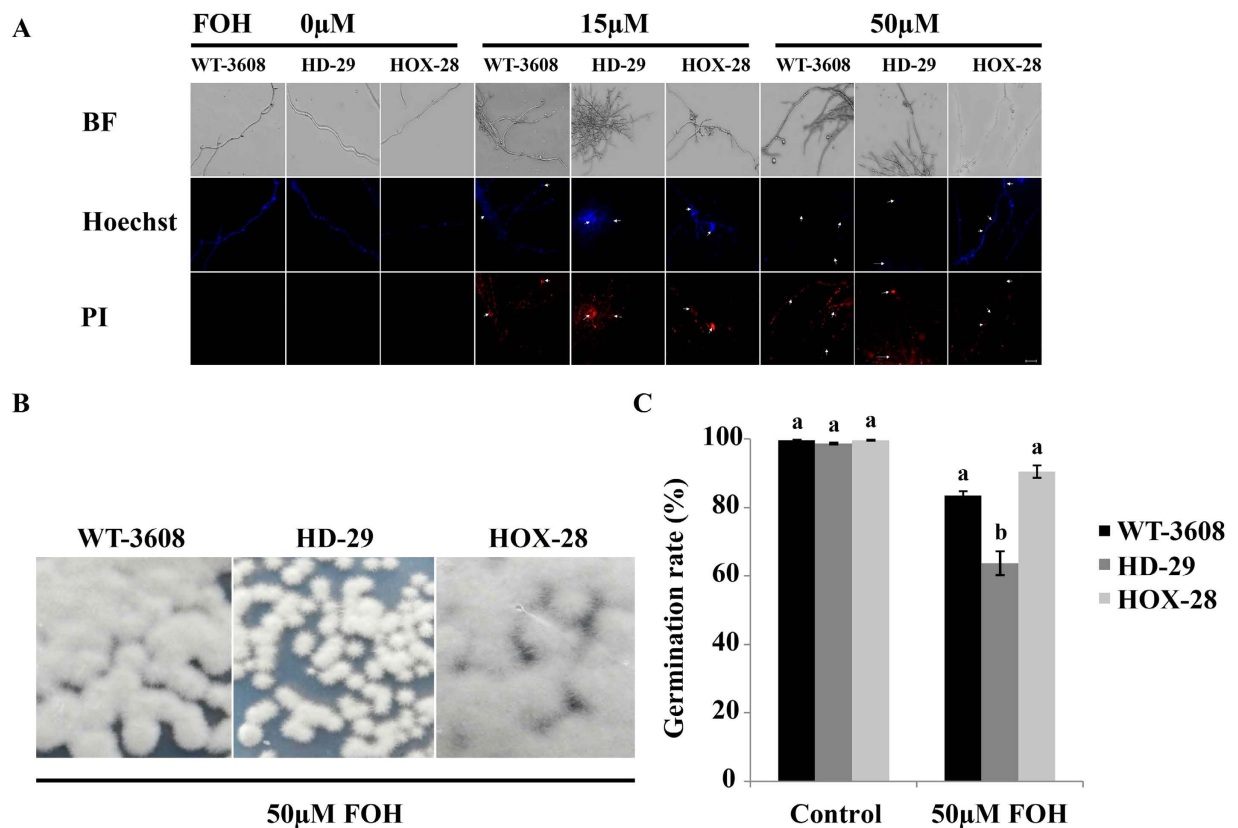 A
FOH 0μM 15μM 50μM
WT-3608 HD-29 HOX-28 WT-3608 HD-29 HOX-28 WT-3608 HD-29 HOX-28
BF
Hoechst
PI
B
WT-3608 HD-29 HOX-28
50μM FOH
C
Germination rate (%)
100
80
60
40
20
0
a a a
a b a
Control 50μM FOH
WT-3608
HD-29
HOX-28